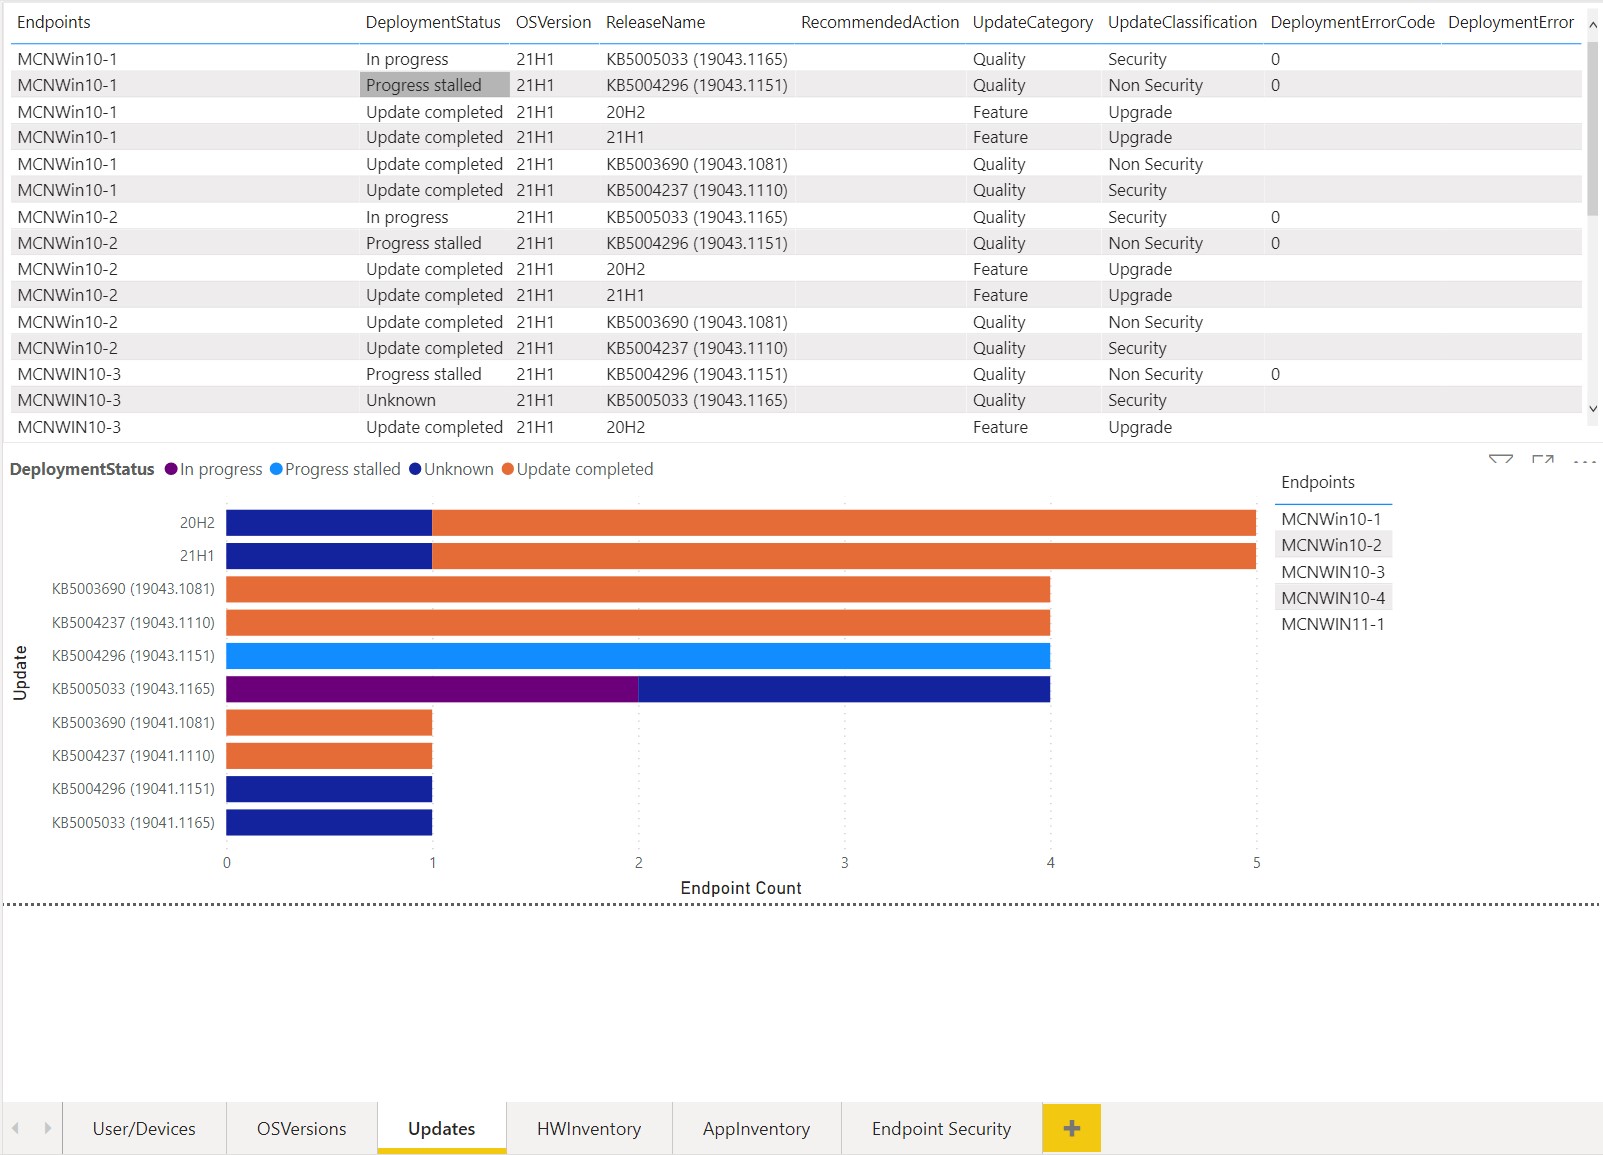 Endpoints DeploymentStatus OSVersion ReleaseName RecommendedAction UpdateCategory UpdateClassification DeploymentErrorCode DeploymentError
MCNWin10-1 In progress 21H1 KB5005033 (19043.1165) Quality Security 0
MCNWin10-1 Progress stalled 21H1 KB5004296 (19043.1151) Quality Non Security 0
MCNWin10-1 Update completed 21H1 20H2 Feature Upgrade
MCNWin10-1 Update completed 21H1 21H1 Feature Upgrade
MCNWin10-1 Update completed 21H1 KB5003690 (19043.1081) Quality Non Security
MCNWin10-1 Update completed 21H1 KB5004237 (19043.1110) Quality Security
MCNWin10-2 In progress 21H1 KB5005033 (19043.1165) Quality Security 0
MCNWin10-2 Progress stalled 21H1 KB5004296 (19043.1151) Quality Non Security 0
MCNWin10-2 Update completed 21H1 20H2 Feature Upgrade
MCNWin10-2 Update completed 21H1 21H1 Feature Upgrade
MCNWin10-2 Update completed 21H1 KB5003690 (19043.1081) Quality Non Security
MCNWin10-2 Update completed 21H1 KB5004237 (19043.1110) Quality Security
MCNWIN10-3 Progress stalled 21H1 KB5004296 (19043.1151) Quality Non Security 0
MCNWIN10-3 Unknown 21H1 KB5005033 (19043.1165) Quality Security
MCNWIN10-3 Update completed 21H1 20H2 Feature Upgrade
DeploymentStatus In progress Progress stalled Unknown Update completed
Update
20H2
21H1
KB5003690 (19043.1081)
KB5004237 (19043.1110)
KB5004296 (19043.1151)
KB5005033 (19043.1165)
KB5003690 (19041.1081)
KB5004237 (19041.1110)
KB5004296 (19041.1151)
KB5005033 (19041.1165)
0 1 2 3 4 5
Endpoint Count
Endpoints
MCNWin10-1
MCNWin10-2
MCNWIN10-3
MCNWIN10-4
MCNWIN11-1
User/Devices OSVersions Updates HWInventory AppInventory Endpoint Security +